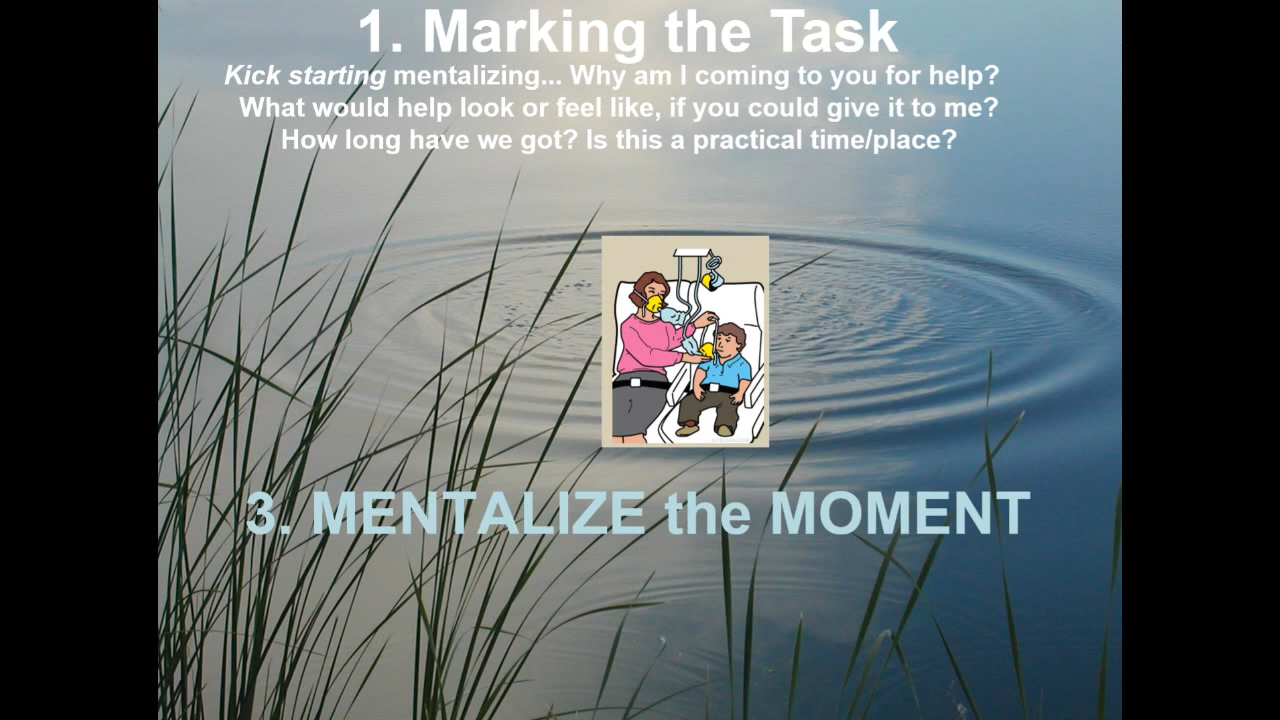 1. Marking the Task
Kick starting mentalizing... Why am I coming to you for help?
What would help look or feel like, if you could give it to me?
How long have we got? Is this a practical time/place?
3. MENTALIZE the MOMENT